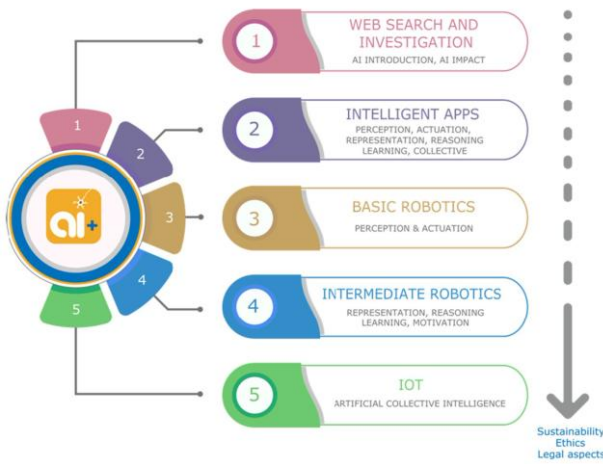 1
WEB SEARCH AND
INVESTIGATION
AI INTRODUCTION, AI IMPACT
2
INTELLIGENT APPS
PERCEPTION, ACTUATION,
REPRESENTATION, REASONING
LEARNING, COLLECTIVE
3
BASIC ROBOTICS
PERCEPTION & ACTUATION
4
INTERMEDIATE ROBOTICS
REPRESENTATION, REASONING
LEARNING, MOTIVATION
5
IOT
ARTIFICIAL COLLECTIVE INTELLIGENCE
1
2
3
4
5
ai+
Sustainability
Ethics
Legal aspects